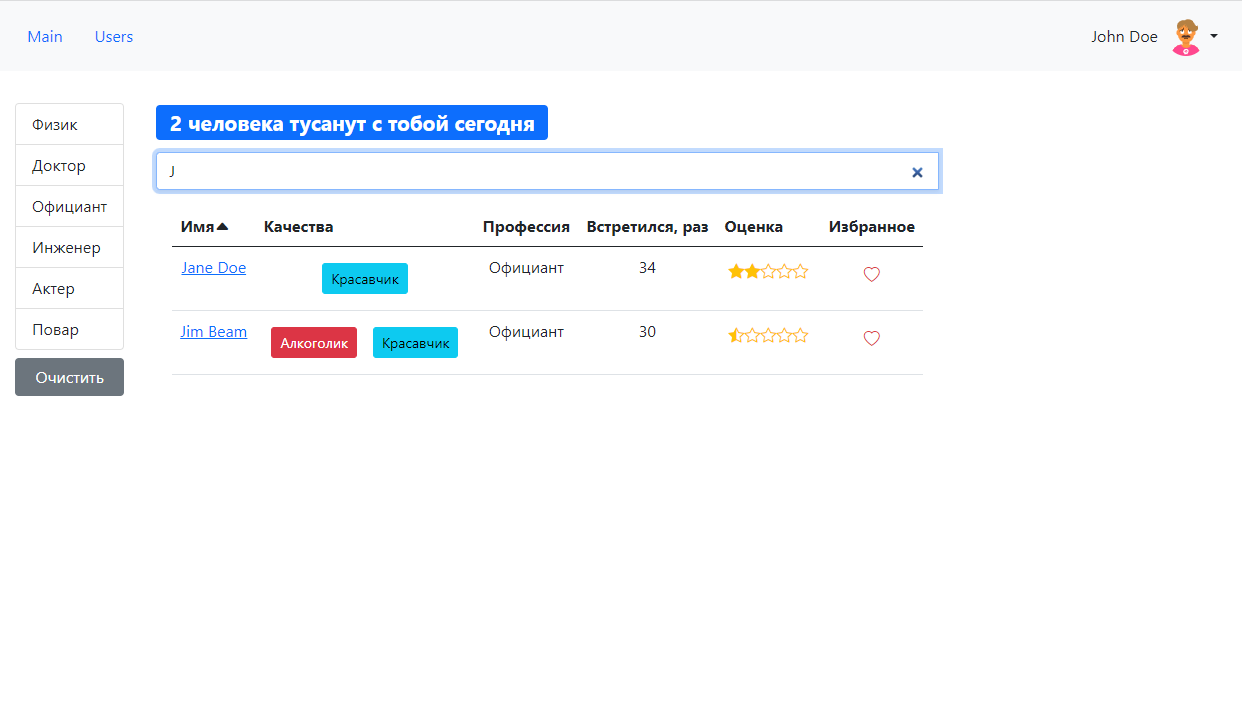 Main Users John Doe
Физик
Доктор
Официант
Инженер
Актер
Повар
Очистить
2 человека тусанут с тобой сегодня
J
Имя Качества Профессия Встретился, раз Оценка Избранное
Jane Doe Красавчик Официант 34
Jim Beam Алкоголик Красавчик Официант 30